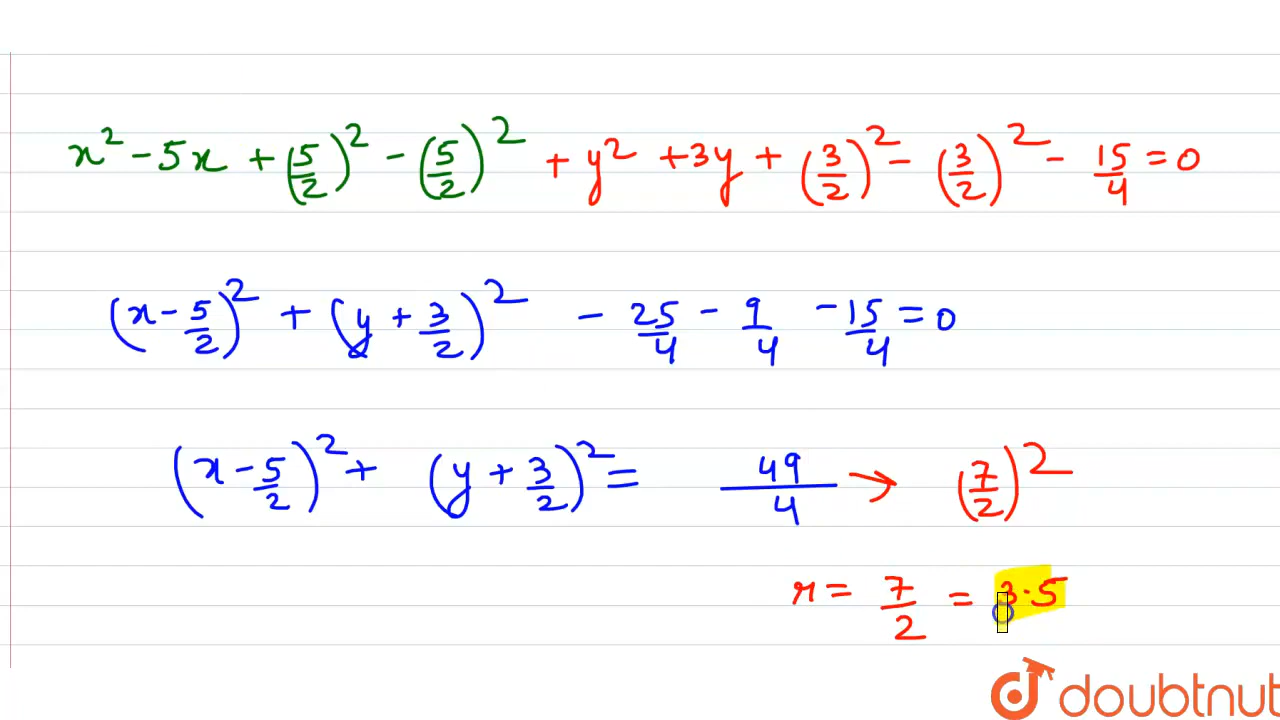 x² - 5x + (5/2)² - (5/2)² + y² + 3y + (3/2)² - (3/2)² - 15/4 = 0
(x - 5/2)² + (y + 3/2)² - 25/4 - 9/4 - 15/4 = 0
(x - 5/2)² + (y + 3/2)² = 49/4 → (7/2)²
r = 7/2 = 3.5
doubtnut